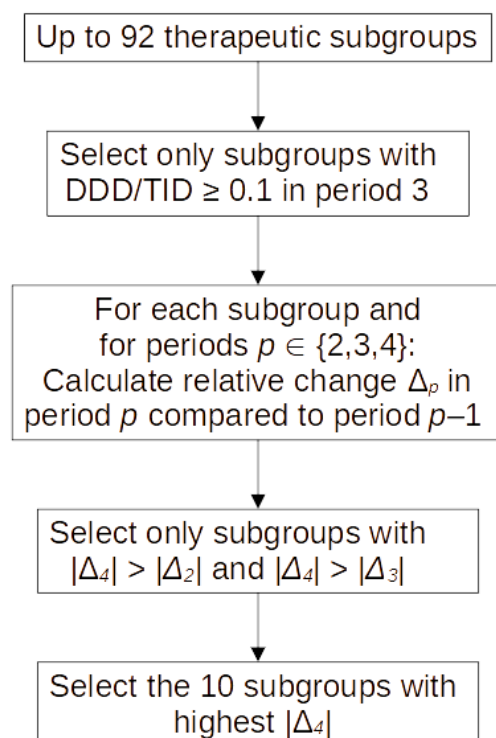 Up to 92 therapeutic subgroups
Select only subgroups with
DDD/TID ≥ 0.1 in period 3
For each subgroup and
for periods p ∈ {2,3,4}:
Calculate relative change Δₚ in
period p compared to period p–1
Select only subgroups with
|Δ₄| > |Δ₂| and |Δ₄| > |Δ₃|
Select the 10 subgroups with
highest |Δ₄|